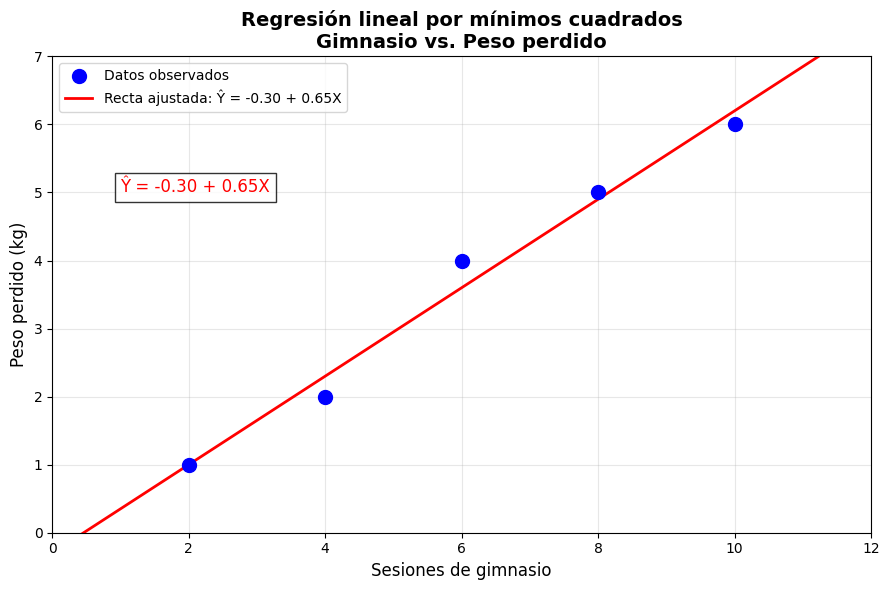 Regresión lineal por mínimos cuadrados
Gimnasio vs. Peso perdido
Datos observados
Recta ajustada: Ŷ = -0.30 + 0.65X
Ŷ = -0.30 + 0.65X
Peso perdido (kg)
7
6
5
4
3
2
1
0
0 2 4 6 8 10 12
Sesiones de gimnasio